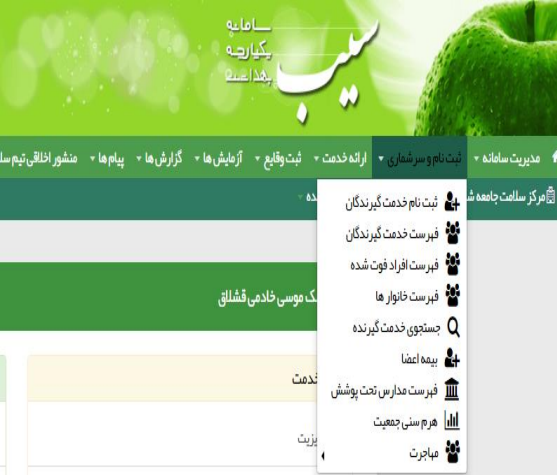 سامانه
یکپارچه
بهداشت
سیب
مدیریت سامانه
ثبت نام و سرشماری
ارائه خدمت
ثبت وقایع
آزمایش ها
گزارش ها
پیام ها
منشور اخلاقی تیم سلا
مرکز سلامت جامعه ش
ده
ثبت نام خدمت گیرندگان
فهرست خدمت گیرندگان
فهرست افراد فوت شده
فهرست خانوار ها
جستجوی خدمت گیرنده
بیمه اعضا
فهرست مدارس تحت پوشش
هرم سنی جمعیت
مهاجرت
ک موسی خادمی قشلاق
خدمت
یزیت